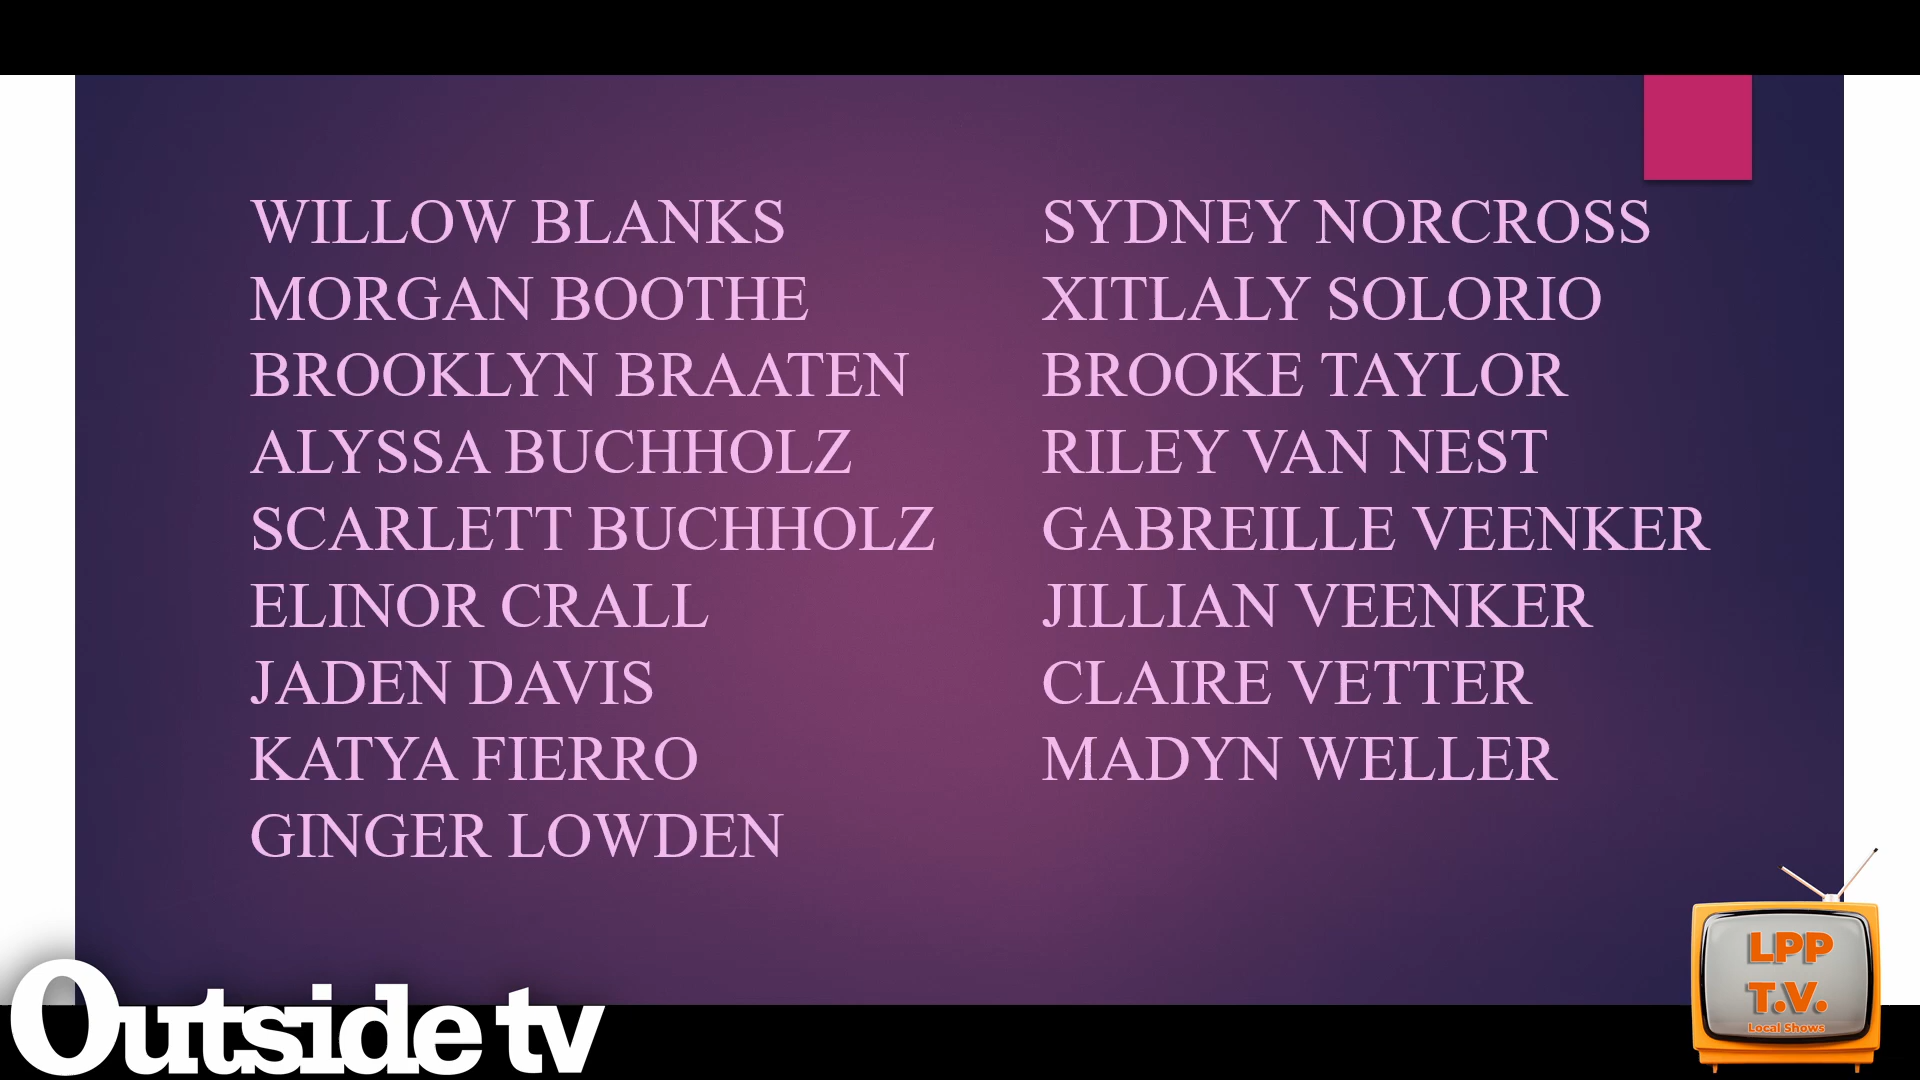 WILLOW BLANKS
MORGAN BOOTHE
BROOKLYN BRAATEN
ALYSSA BUCHHOLZ
SCARLETT BUCHHOLZ
ELINOR CRALL
JADEN DAVIS
KATYA FIERRO
GINGER LOWDEN
SYDNEY NORCROSS
XITLALY SOLORIO
BROOKE TAYLOR
RILEY VAN NEST
GABREILLE VEENKER
JILLIAN VEENKER
CLAIRE VETTER
MADYN WELLER
Outside tv
LPP
T.V.
Local Shows